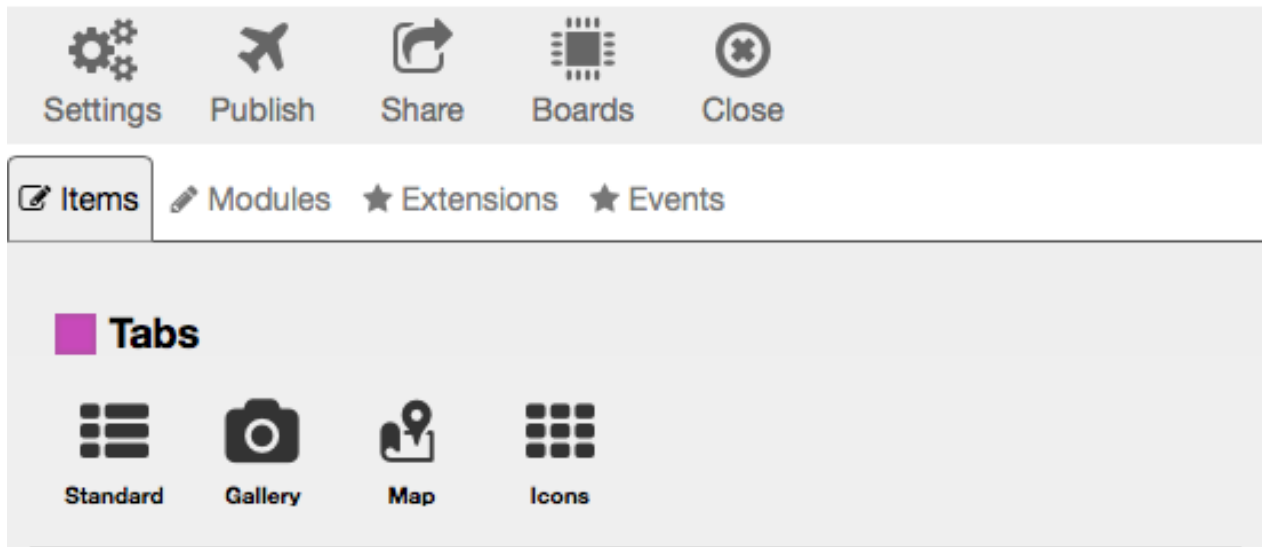 Settings Publish Share Boards Close
Items Modules Extensions Events
Tabs
Standard Gallery Map Icons